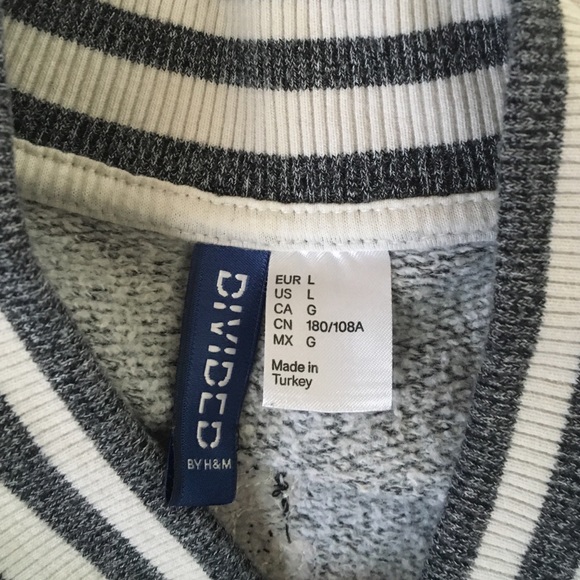 DIVIDED
BY H&M
EUR L
US L
CA G
CN 180/108A
MX G
Made in
Turkey